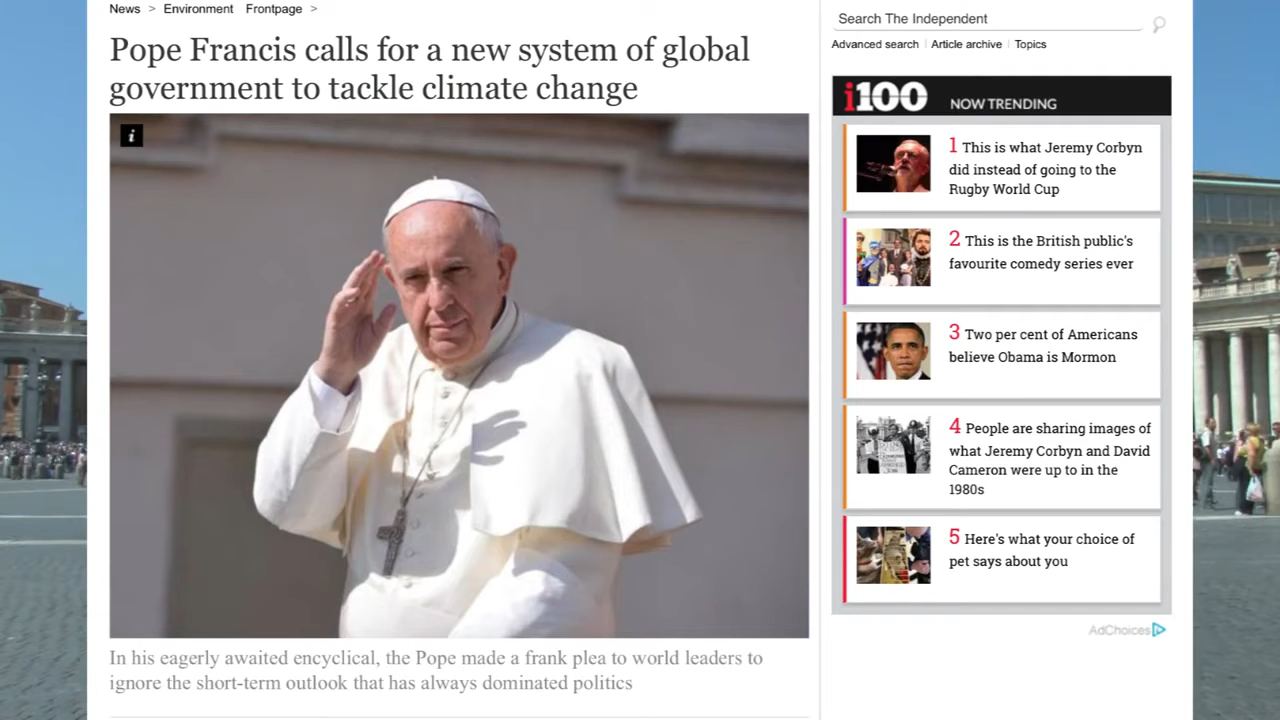 News > Environment Frontpage >
Pope Francis calls for a new system of global
government to tackle climate change
i
In his eagerly awaited encyclical, the Pope made a frank plea to world leaders to
ignore the short-term outlook that has always dominated politics
Search The Independent
Advanced search | Article archive | Topics
i100 NOW TRENDING
1 This is what Jeremy Corbyn
did instead of going to the
Rugby World Cup
2 This is the British public's
favourite comedy series ever
3 Two per cent of Americans
believe Obama is Mormon
4 People are sharing images of
what Jeremy Corbyn and David
Cameron were up to in the
1980s
5 Here's what your choice of
pet says about you
AdChoices